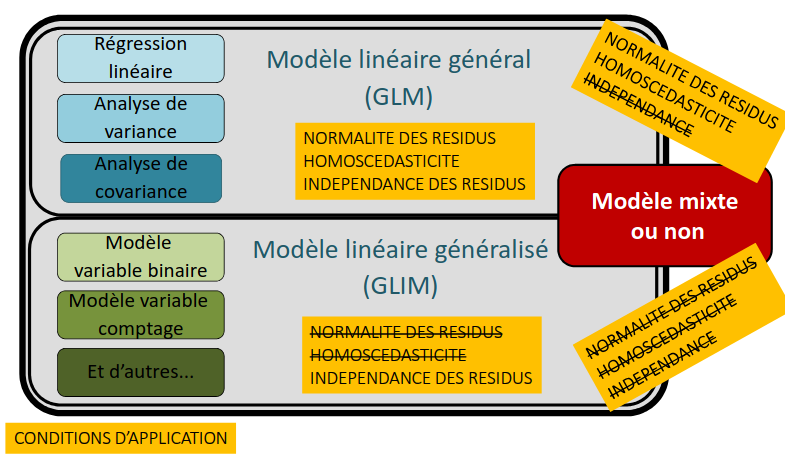 Régression
linéaire
Analyse de
variance
Analyse de
covariance
Modèle linéaire général
(GLM)
NORMALITE DES RESIDUS
HOMOSCEDASTICITE
INDEPENDANCE DES RESIDUS
NORMALITE DES RESIDUS
HOMOSCEDASTICITE
INDEPENDANCE
Modèle mixte
ou non
Modèle
variable binaire
Modèle variable
comptage
Et d’autres...
Modèle linéaire généralisé
(GLIM)
NORMALITE DES RESIDUS
HOMOSCEDASTICITE
INDEPENDANCE DES RESIDUS
NORMALITE DES RESIDUS
HOMOSCEDASTICITE
INDEPENDANCE
CONDITIONS D’APPLICATION